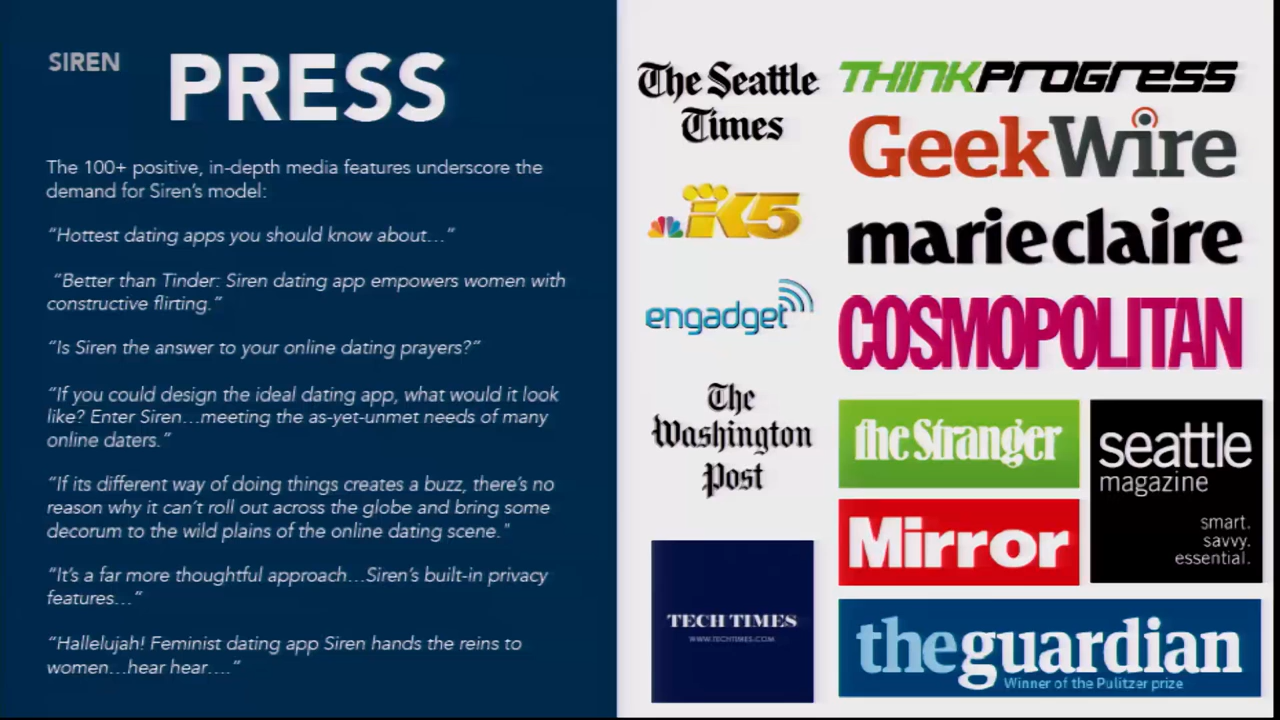 SIREN
PRESS
The 100+ positive, in-depth media features underscore the
demand for Siren's model:
“Hottest dating apps you should know about…”
“Better than Tinder: Siren dating app empowers women with
constructive flirting.”
“Is Siren the answer to your online dating prayers?”
“If you could design the ideal dating app, what would it look
like? Enter Siren…meeting the as-yet-unmet needs of many
online daters.”
“If its different way of doing things creates a buzz, there's no
reason why it can't roll out across the globe and bring some
decorum to the wild plains of the online dating scene."
“It's a far more thoughtful approach…Siren's built-in privacy
features…“
“Hallelujah! Feminist dating app Siren hands the reins to
women…hear hear….”
The Seattle
Times
K5
engadget
The
Washington
Post
TECH TIMES
WWW.TECHTIMES.COM
THINKPROGRESS
GeekWire
marie claire
COSMOPOLITAN
the Stranger
Mirror
seattle
magazine
smart.
savvy.
essential.
theguardian
Winner of the Pulitzer prize